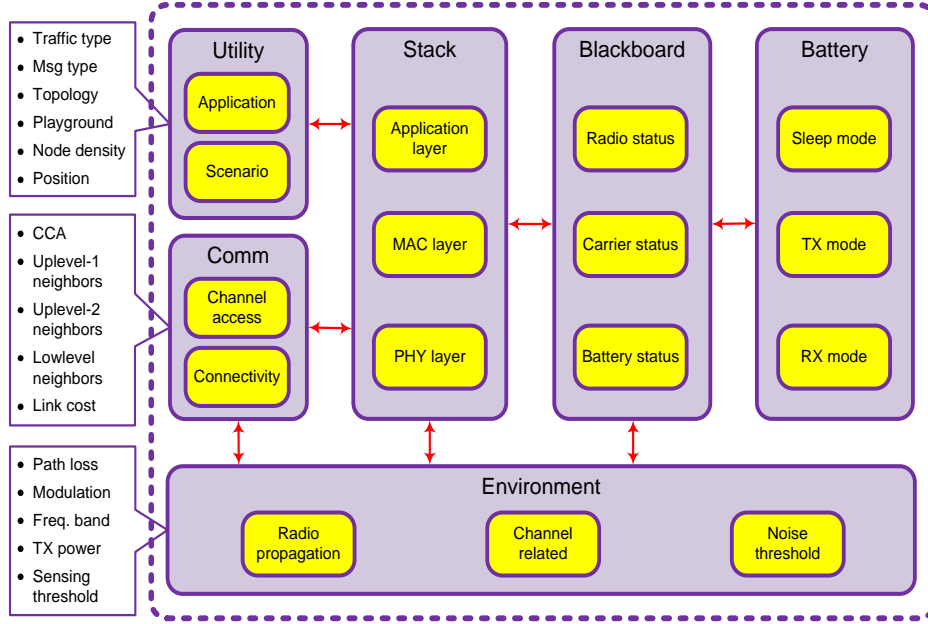 • Traffic type
• Msg type
• Topology
• Playground
• Node density
• Position
• CCA
• Uplevel-1
neighbors
• Uplevel-2
neighbors
• Lowlevel
neighbors
• Link cost
• Path loss
• Modulation
• Freq. band
• TX power
• Sensing
threshold
Utility
Application
Scenario
Comm
Channel
access
Connectivity
Stack
Application
layer
MAC layer
PHY layer
Blackboard
Radio status
Carrier status
Battery status
Battery
Sleep mode
TX mode
RX mode
Environment
Radio
propagation
Channel
related
Noise
threshold